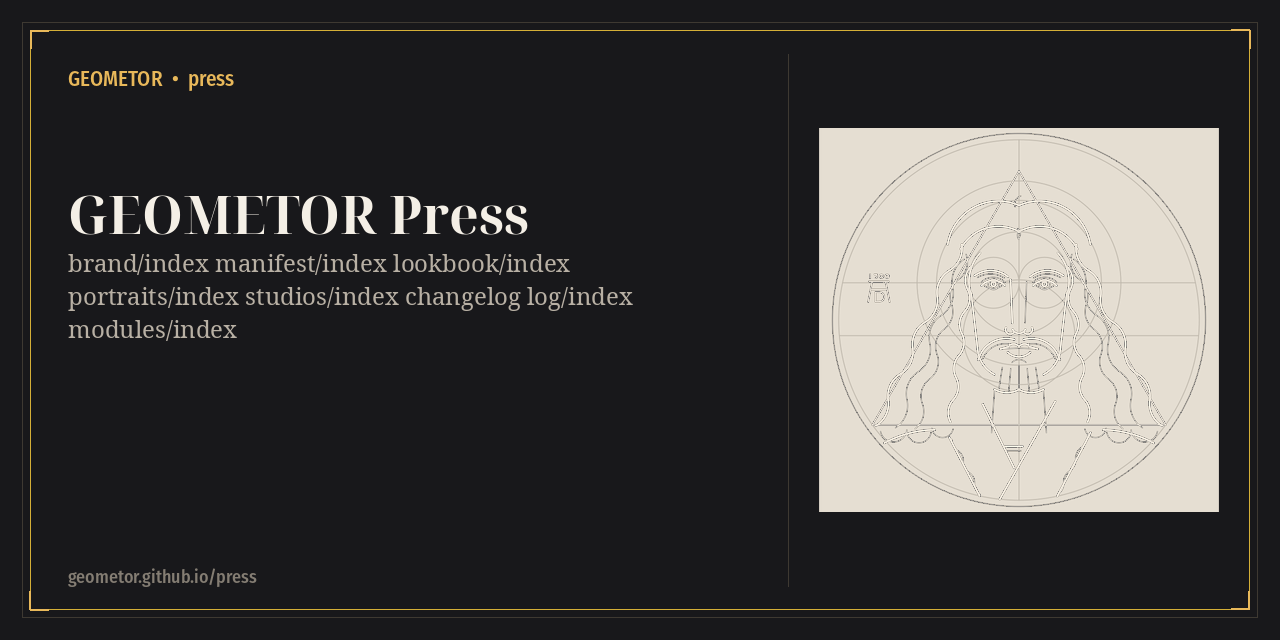 GEOMETOR • press
GEOMETOR Press
brand/index manifest/index lookbook/index
portraits/index studios/index changelog log/index
modules/index
geometor.github.io/press